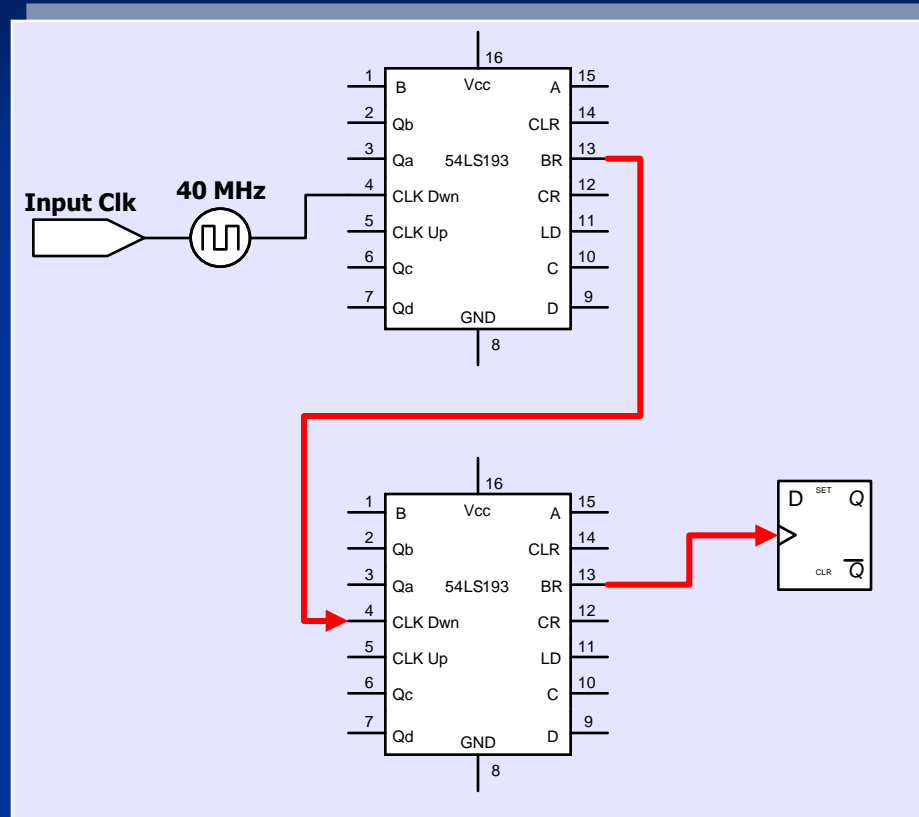 16
1 B Vcc A 15
2 Qb CLR 14
3 Qa 54LS193 BR 13
Input Clk 40 MHz 4 CLK Dwn CR 12
5 CLK Up LD 11
6 Qc C 10
7 Qd GND D 9
8
16
1 B Vcc A 15
2 Qb CLR 14
3 Qa 54LS193 BR 13
4 CLK Dwn CR 12
5 CLK Up LD 11
6 Qc C 10
7 Qd GND D 9
8
D SET Q
CLR Q̅